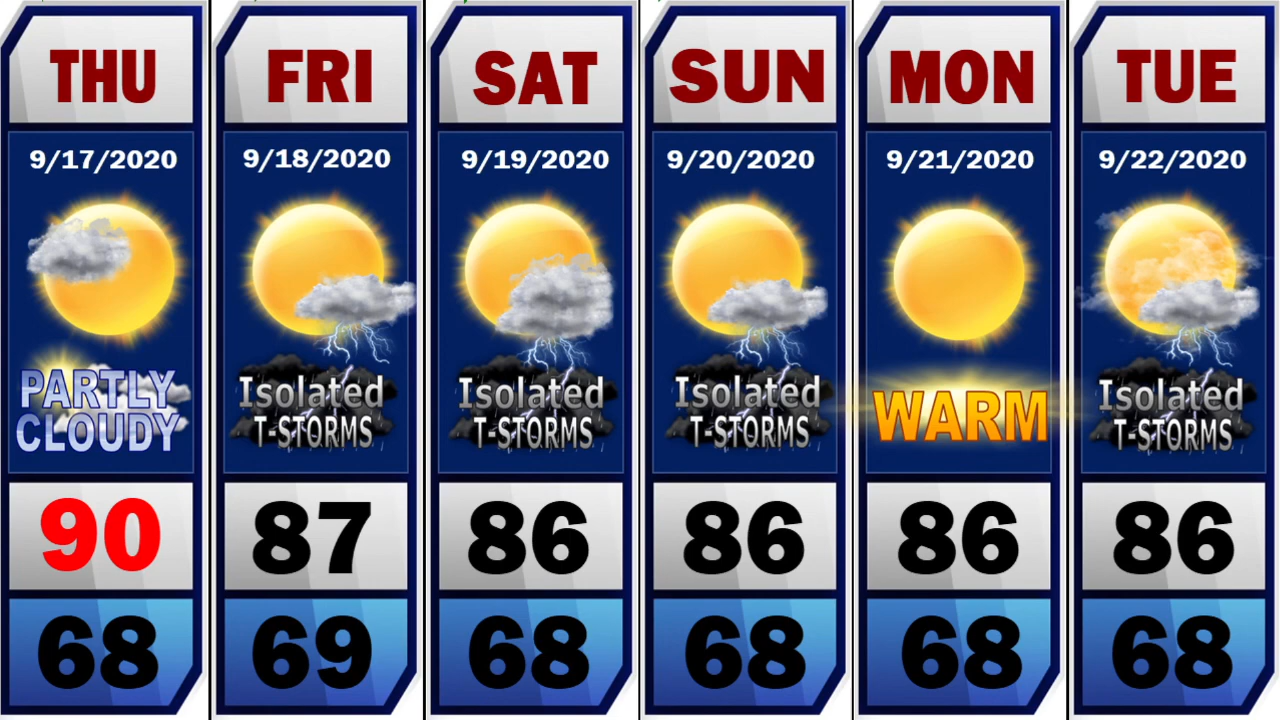 THU
9/17/2020
PARTLY
CLOUDY
90
68
FRI
9/18/2020
Isolated
T-STORMS
87
69
SAT
9/19/2020
Isolated
T-STORMS
86
68
SUN
9/20/2020
Isolated
T-STORMS
86
68
MON
9/21/2020
WARM
86
68
TUE
9/22/2020
Isolated
T-STORMS
86
68